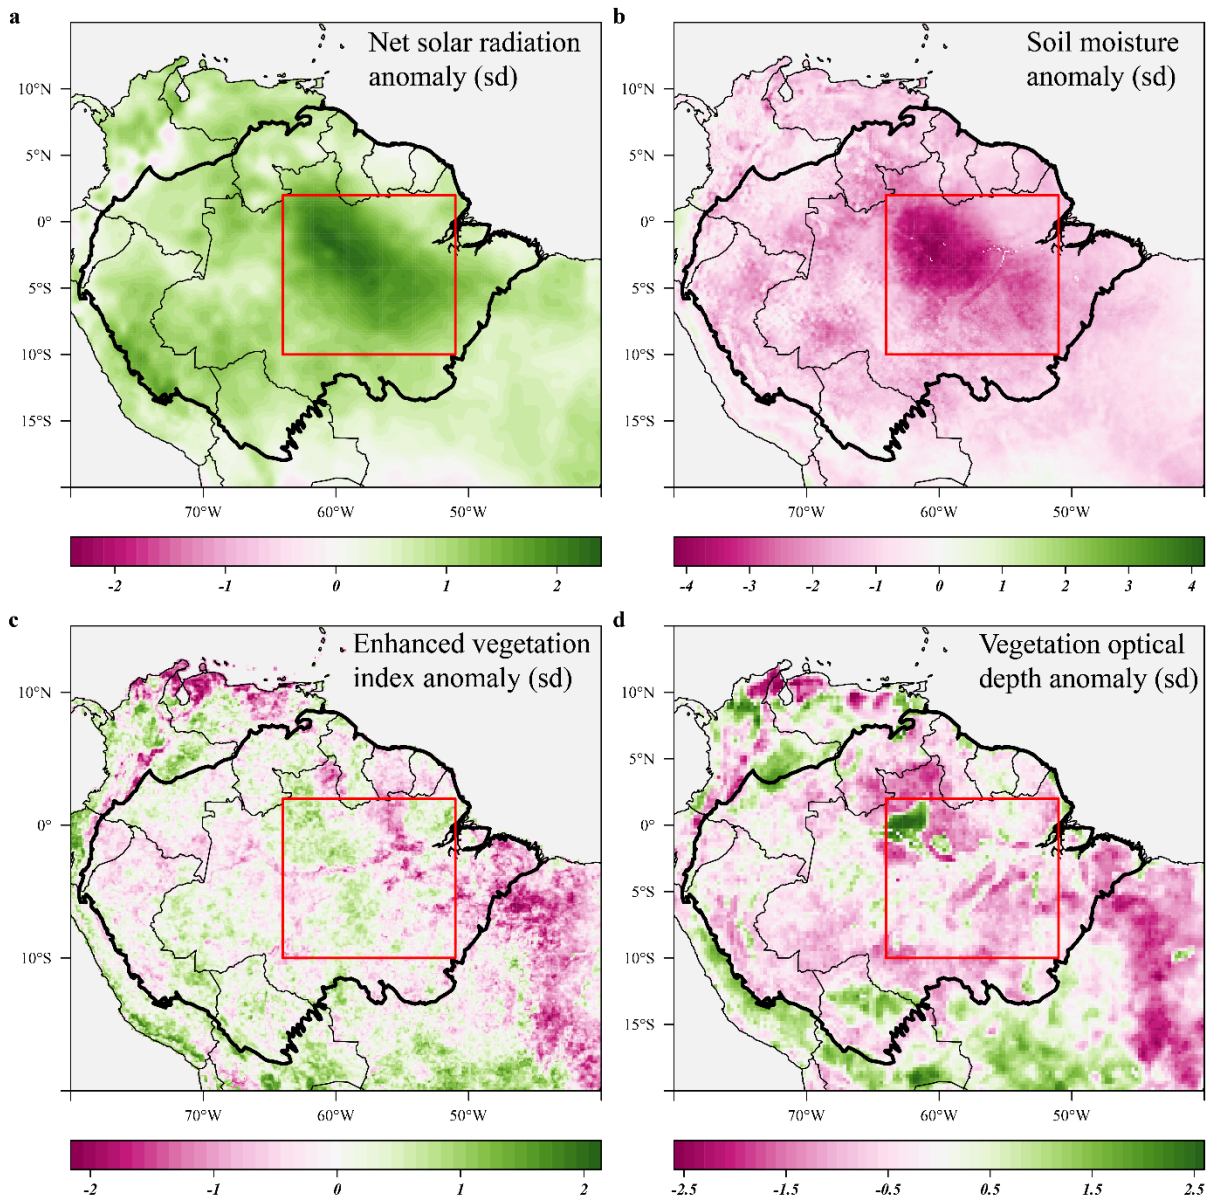 a
Net solar radiation
anomaly (sd)
10°N
5°N
0°
5°S
10°S
15°S
70°W 60°W 50°W
-2 -1 0 1 2
b
Soil moisture
anomaly (sd)
10°N
5°N
0°
5°S
10°S
15°S
70°W 60°W 50°W
-4 -3 -2 -1 0 1 2 3 4
c
Enhanced vegetation
index anomaly (sd)
10°N
5°N
0°
5°S
10°S
70°W 60°W 50°W
-2 -1 0 1 2
d
Vegetation optical
depth anomaly (sd)
10°N
5°N
0°
5°S
10°S
15°S
70°W 60°W 50°W
-2.5 -1.5 -0.5 0.5 1.5 2.5